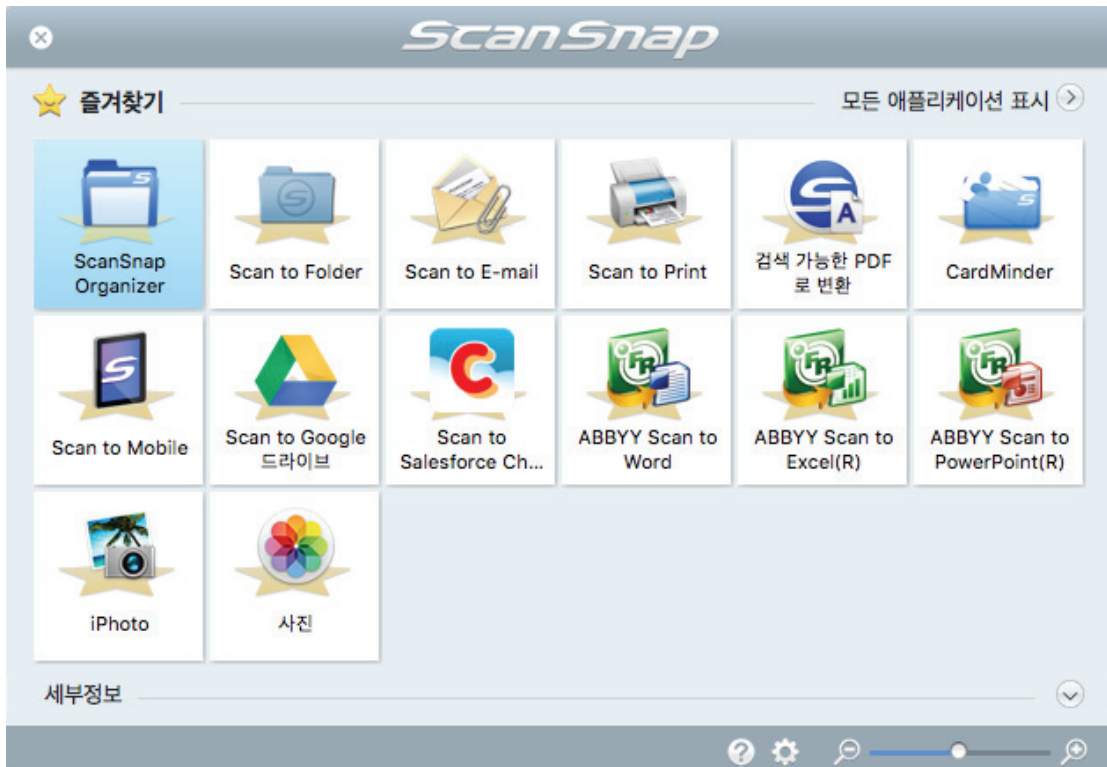 ScanSnap
즐겨찾기
모든 애플리케이션 표시
ScanSnap
Organizer
Scan to Folder
Scan to E-mail
Scan to Print
검색 가능한 PDF
로 변환
CardMinder
Scan to Mobile
Scan to Google
드라이브
Scan to
Salesforce Ch...
ABBYY Scan to
Word
ABBYY Scan to
Excel(R)
ABBYY Scan to
PowerPoint(R)
iPhoto
사진
세부정보